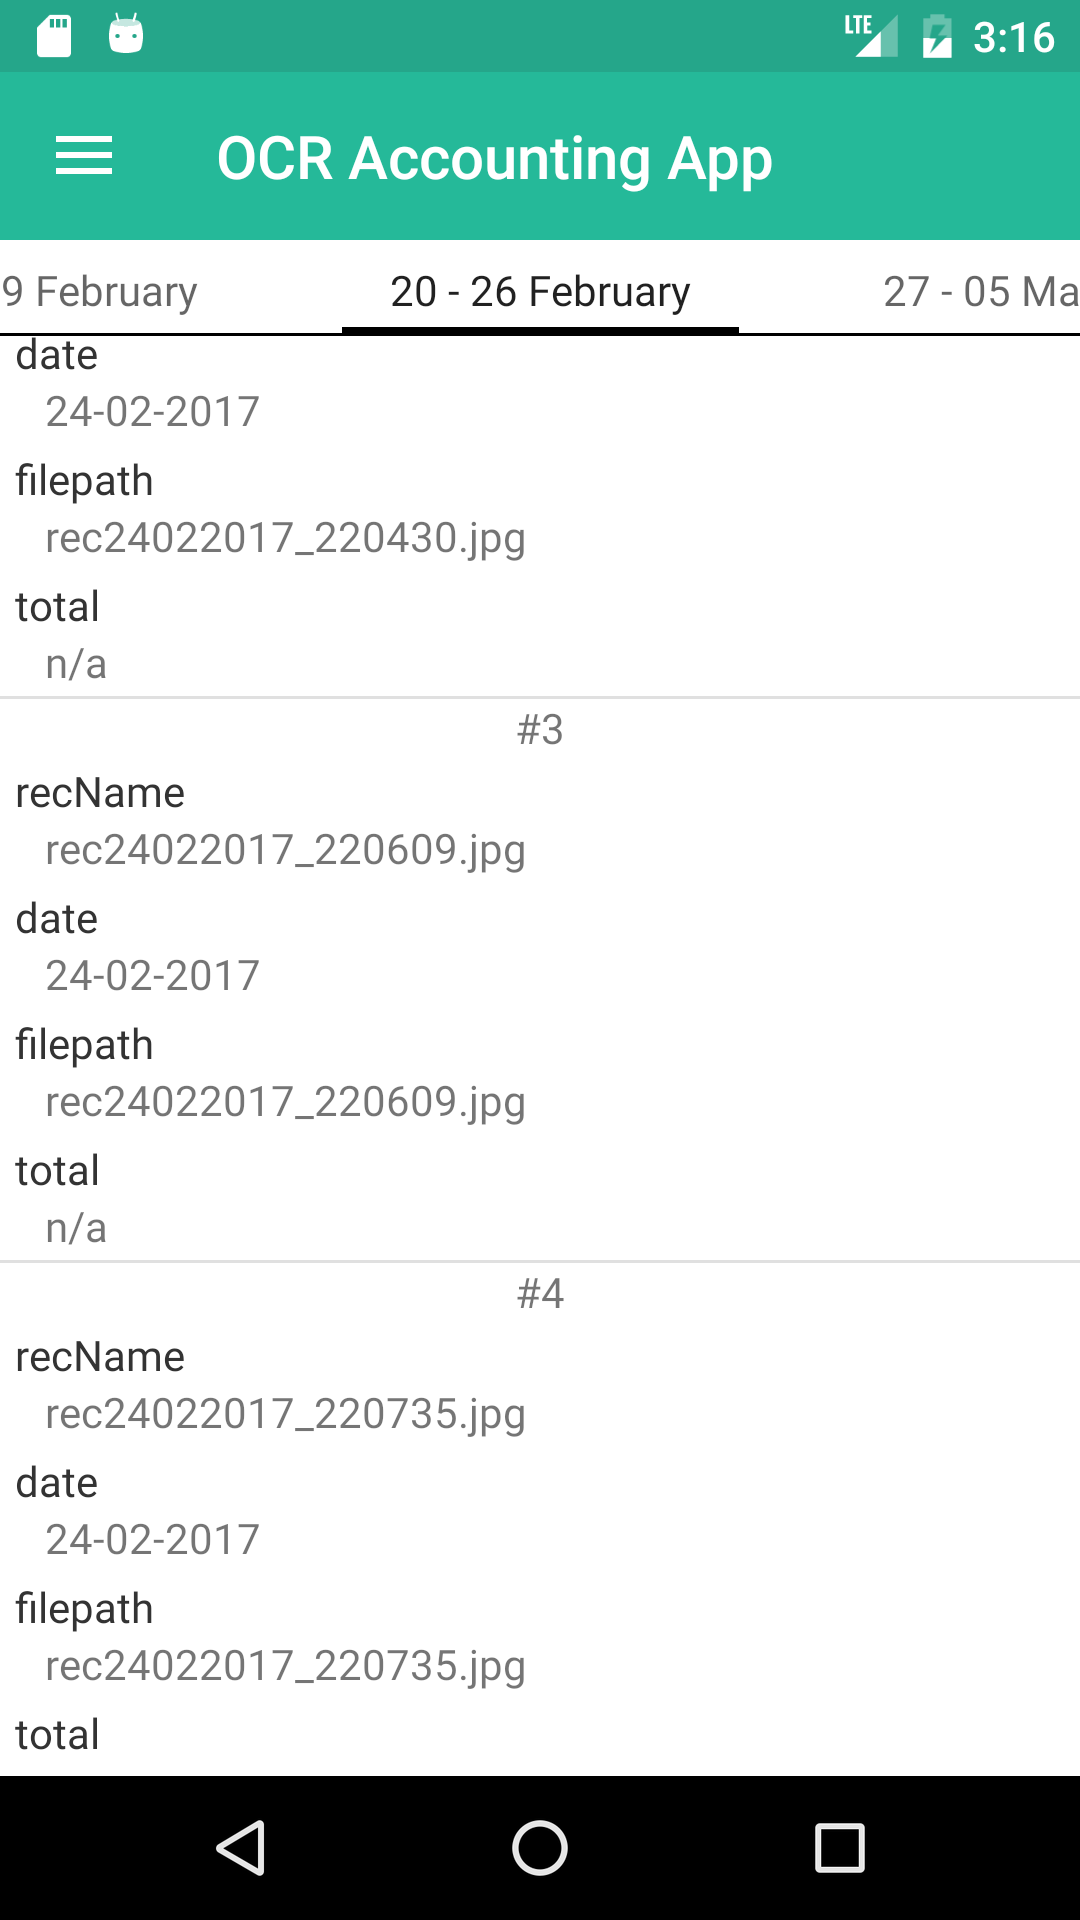 LTE 3:16
OCR Accounting App
9 February 20 - 26 February 27 - 05 Ma
date
24-02-2017
filepath
rec24022017_220430.jpg
total
n/a
#3
recName
rec24022017_220609.jpg
date
24-02-2017
filepath
rec24022017_220609.jpg
total
n/a
#4
recName
rec24022017_220735.jpg
date
24-02-2017
filepath
rec24022017_220735.jpg
total